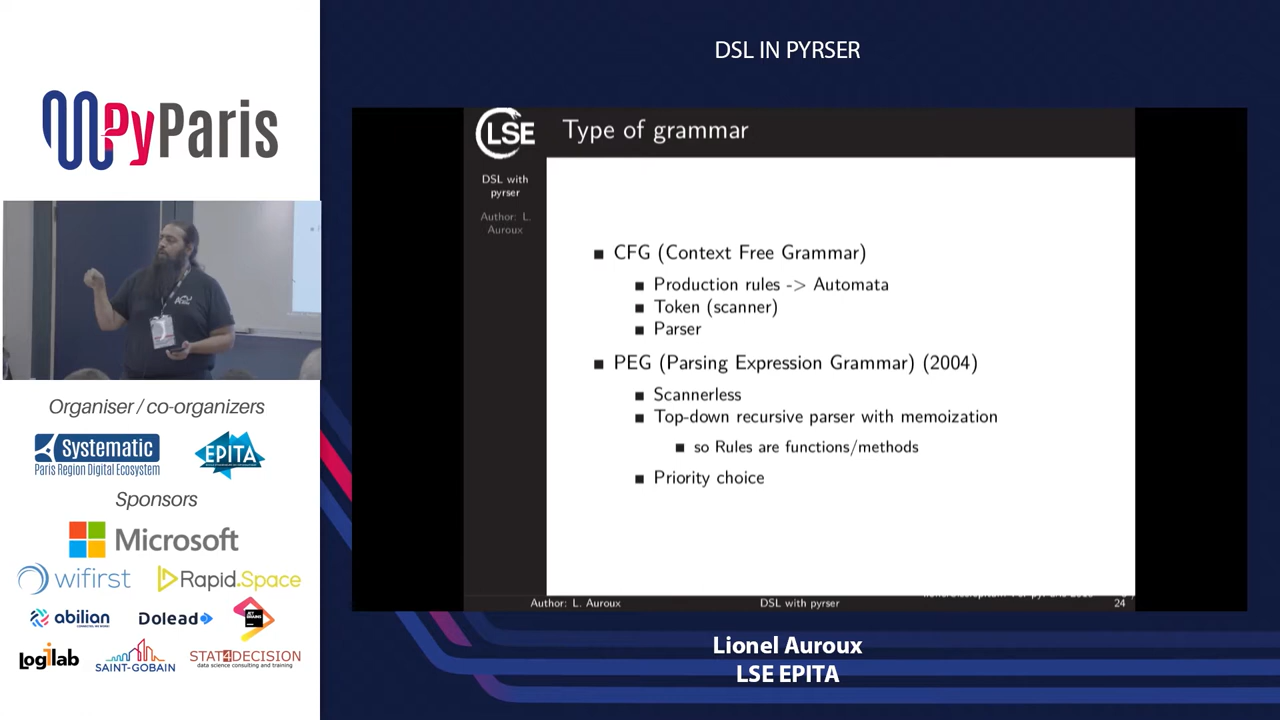 DSL IN PYRSER
PyParis
LSE
Type of grammar
DSL with
pyrser
Author: L.
Auroux
■ CFG (Context Free Grammar)
■ Production rules -> Automata
■ Token (scanner)
■ Parser
■ PEG (Parsing Expression Grammar) (2004)
■ Scannerless
■ Top-down recursive parser with memoization
■ so Rules are functions/methods
■ Priority choice
Author: L. Auroux
DSL with pyrser
24
Organiser / co-organizers
Systematic
Paris Region Digital Ecosystem
EPITA
Sponsors
Microsoft
wifirst
Rapid.Space
abilian
Dolead
JET
BRAINS
Logilab
SAINT-GOBAIN
STAT4DECISION
data science consulting and training
Lionel Auroux
LSE EPITA